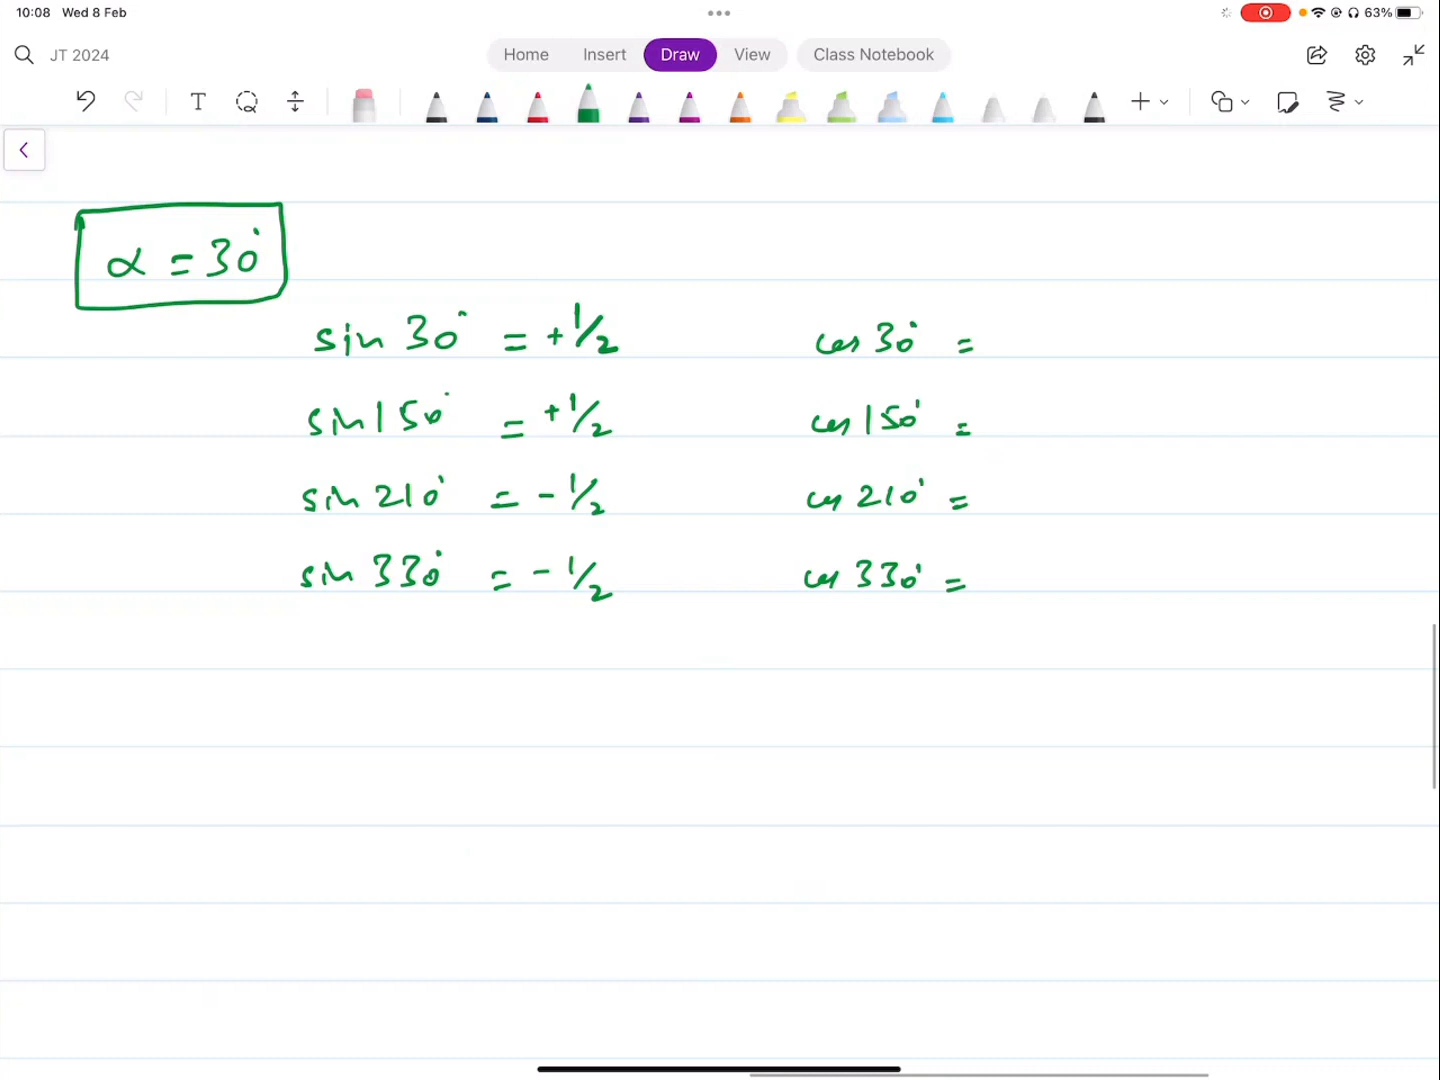 10:08 Wed 8 Feb 63%
JT 2024 Home Insert Draw View Class Notebook
T
α = 30°
sin 30° = +1/2 cos 30° =
sin 150° = +1/2 cos 150° =
sin 210° = -1/2 cos 210° =
sin 330° = -1/2 cos 330° =